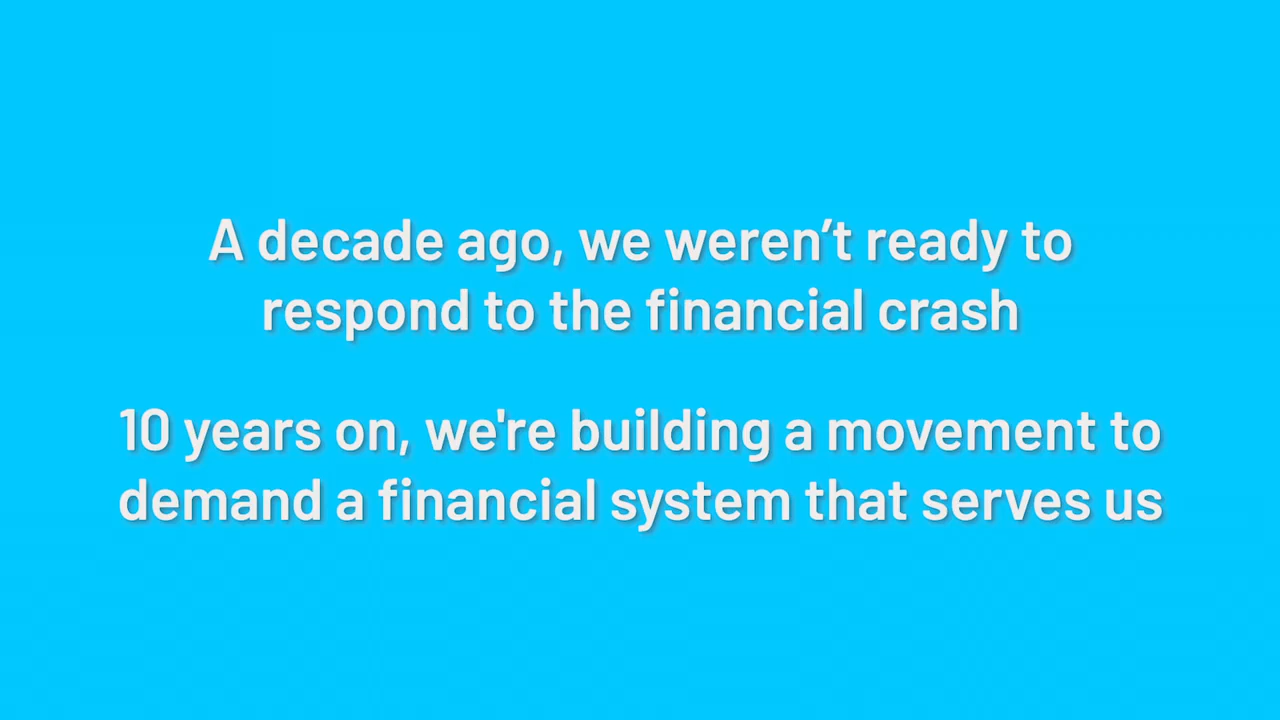 A decade ago, we weren’t ready to
respond to the financial crash
10 years on, we're building a movement to
demand a financial system that serves us